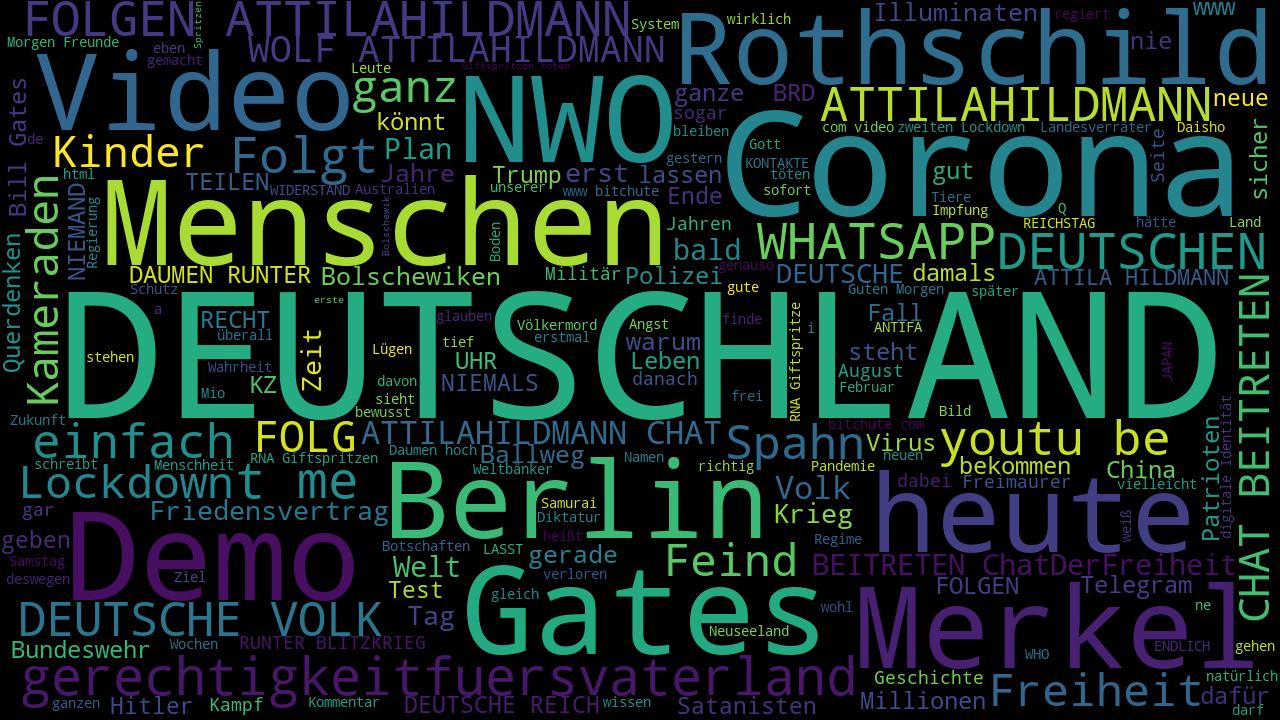 FOLGEN ATTILAHILDMANN
Spritzen
System
wirklich
Illuminaten
regiert
www
Morgen Freunde
eben
gemacht
WOLF ATTILAHILDMANN
Rothschild
nie
Leute
Giftspritzen töten
Video
ganz
NWO
ganze
BRD
ATTILAHILDMANN
neue
Bill Gates
sogar
de
könnt
bleiben
com video
zweiten Lockdown
Landesverräter
Daisho
Kinder
Folgt
Plan
gestern
Gott
Corona
Seite
sicher
html
Jahre
Trump
erst
lassen
KONTAKTE
töten
gut
TEILEN
WIDERSTAND
Australien
www bitchute
unserer
Ende
sofort
Tiere
Impfung
Q
Kameraden
NIEMAND
Regierung
Menschen
Bolschewik
Boden
Jahren
REICHSTAG
hätte
Land
Querdenken
bald
WHATSAPP
DEUTSCHEN
DAUMEN RUNTER
Bolschewiken
Militär
Polizei
genauso
DEUTSCHE
damals
ATTILA HILDMANN
Schutz
a
erste
gute
Guten Morgen
später
DEUTSCHLAND
RECHT
überall
glauben
Völkermord
erstmal
Angst
finde
RNA Giftspritze
i
Fall
ANTIFA
stehen
Zeit
Lügen
tief
UHR
warum
Leben
steht
JAPAN
CHAT BEITRETEN
Wahrheit
KZ
Mio
davon
sieht
bewusst
NIEMALS
danach
frei
August
Februar
digitale Identität
Zukunft
Bild
bitchute com
einfach
FOLG
ATTILAHILDMANN CHAT
Spahn
Virus
neuen
youtu be
Patrioten
schreibt
Menschheit
RNA Giftspritzen
Daumen hoch
Ballweg
Weltbänker
Namen
richtig
Pandemie
bekommen
China
Lockdown
t me
Berlin
Volk
dabei
Freimaurer
vielleicht
gar
Friedensvertrag
Samurai
Diktatur
Krieg
heute
weiß
geben
Demo
heißt
Regime
Samstag
deswegen
Ziel
Botschaften
LASST
gerade
Feind
BEITRETEN ChatDerFreiheit
Welt
verloren
Test
Gates
FOLGEN
Telegram
gleich
DEUTSCHE VOLK
Tag
wohl
Merkel
ne
Neuseeland
Bundeswehr
Wochen
RUNTER BLITZKRIEG
WHO
ENDLICH
gehen
gerechtigkeitfuersvaterland
Geschichte
natürlich
ganzen
Hitler
Kampf
Kommentar
DEUTSCHE REICH
wissen
Satanisten
Millionen
Freiheit
dafür
darf